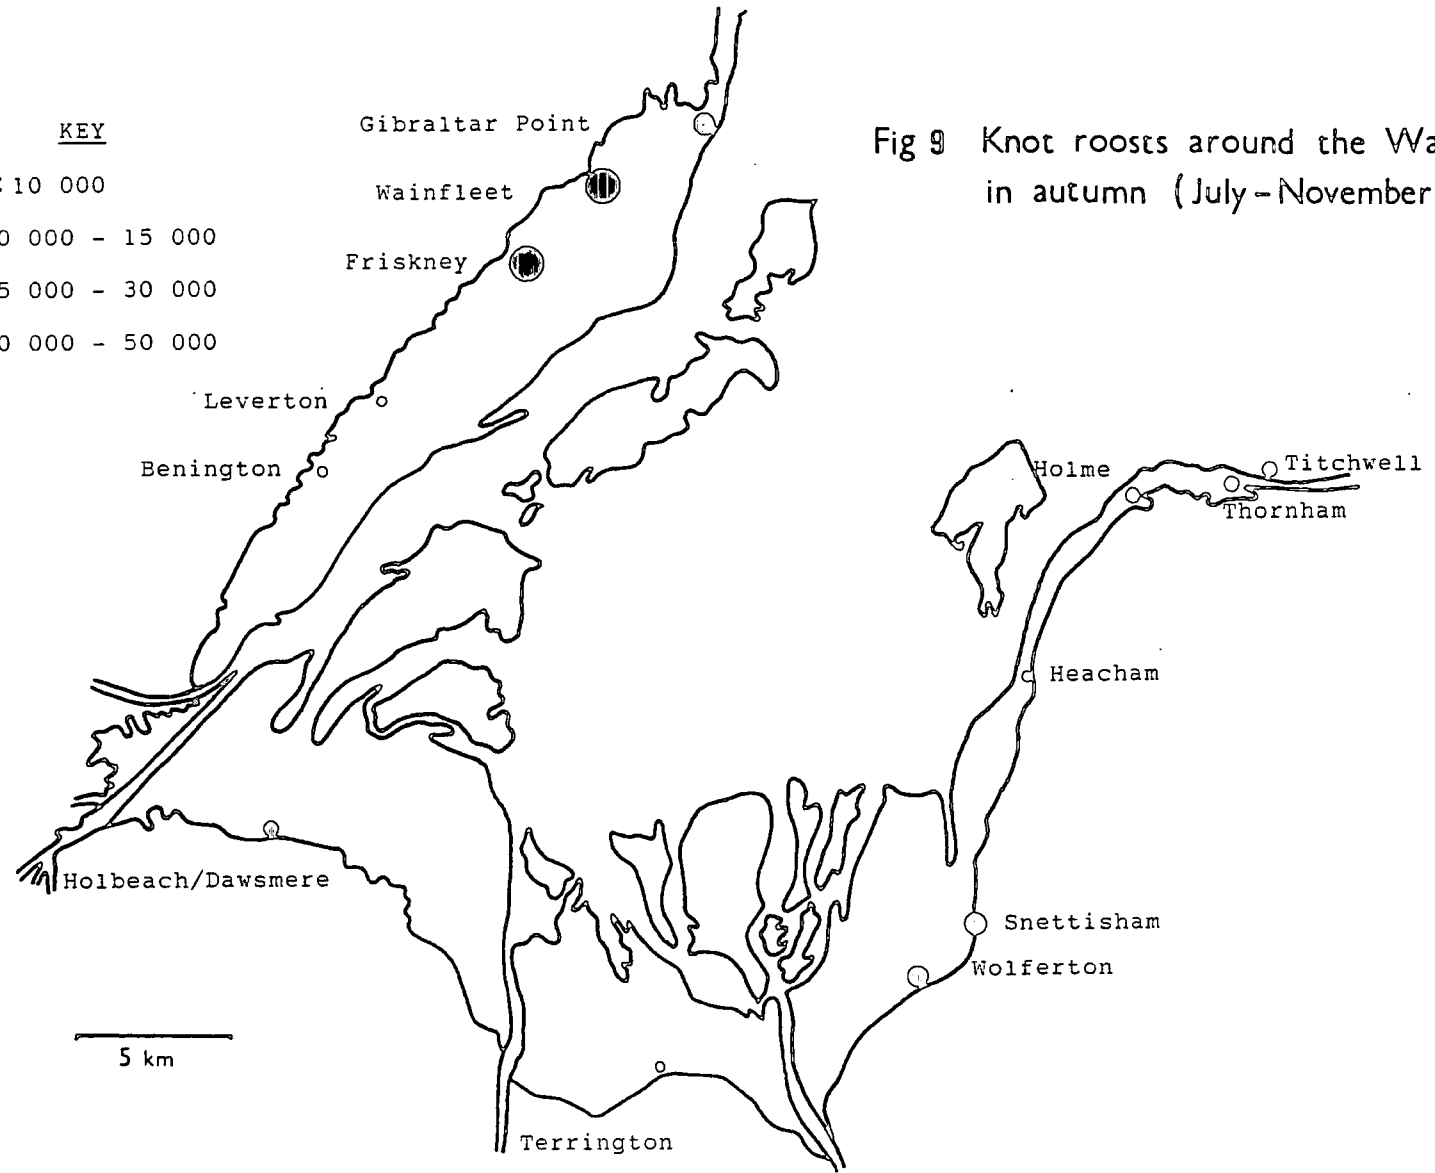 KEY
10 000
0 000 - 15 000
5 000 - 30 000
0 000 - 50 000
Fig 9 Knot roosts around the Wa
in autumn (July-November
Gibraltar Point
Wainfleet
Friskney
Leverton
Benington
Holme
Titchwell
Thornham
Heacham
Holbeach/Dawsmere
Snettisham
Wolferton
5 km
Terrington